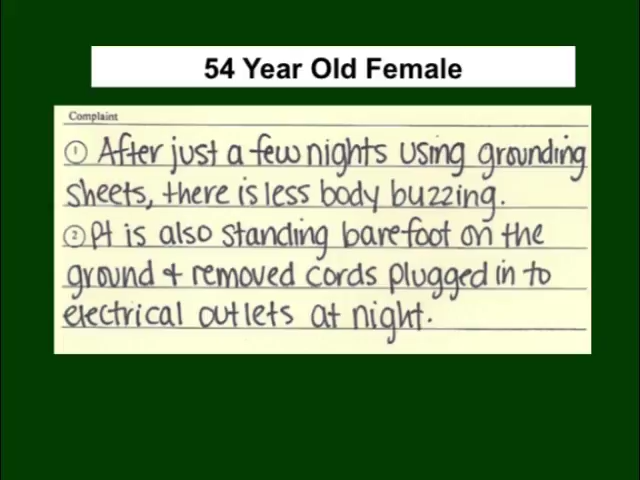 54 Year Old Female
Complaint
① After just a few nights using grounding
sheets, there is less body buzzing.
② Pt is also standing barefoot on the
ground & removed cords plugged in to
electrical outlets at night.